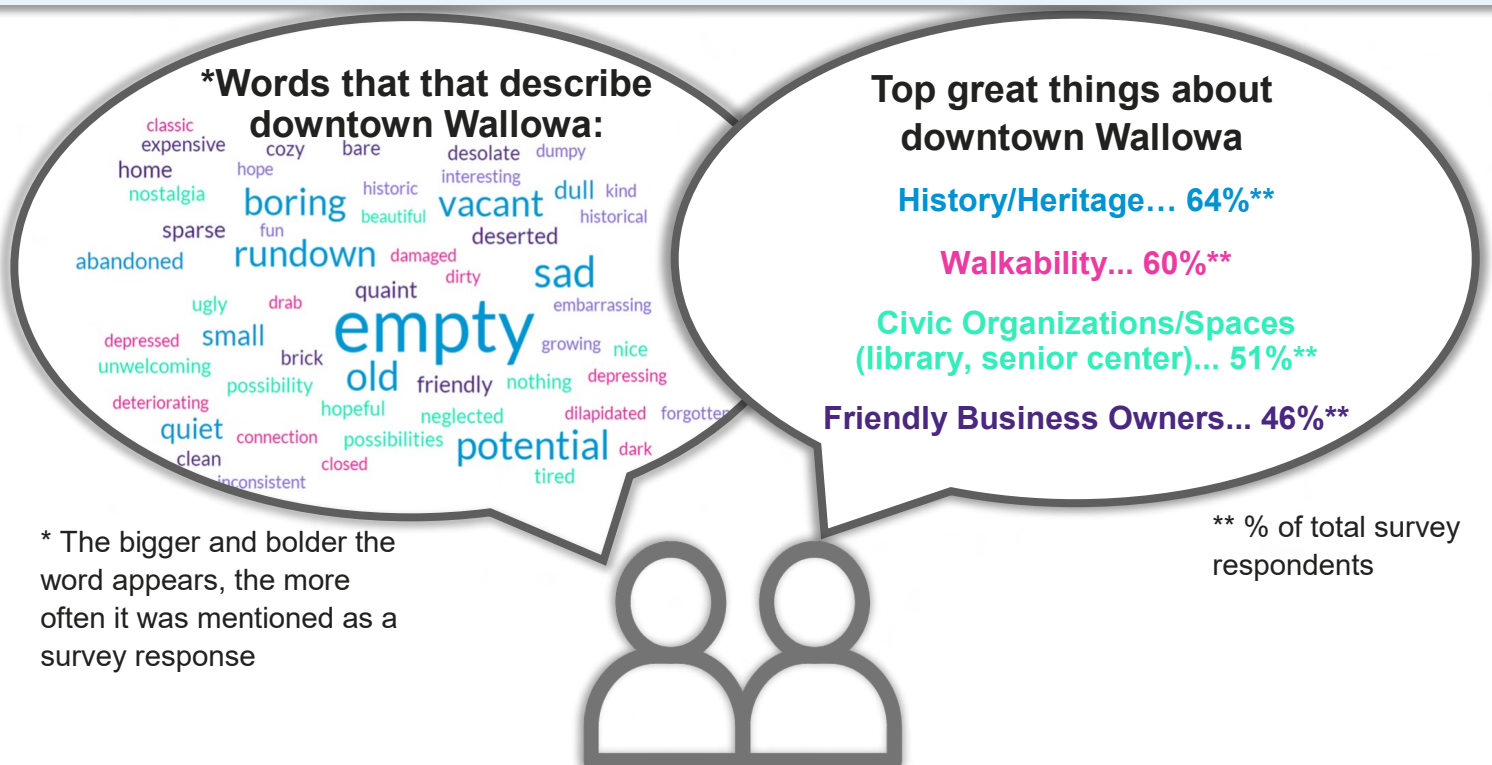 *Words that that describe
downtown Wallowa:
classic
expensive
cozy
bare
desolate
dumpy
home
hope
interesting
nostalgia
boring
historic
beautiful
vacant
dull
kind
historical
sparse
fun
deserted
abandoned
rundown
damaged
dirty
sad
quaint
embarrassing
ugly
drab
empty
depressed
small
brick
growing
nice
unwelcoming
possibility
old
friendly
nothing
depressing
deteriorating
hopeful
neglected
dilapidated
forgotten
quiet
connection
possibilities
potential
dark
clean
closed
tired
inconsistent
* The bigger and bolder the
word appears, the more
often it was mentioned as a
survey response
Top great things about
downtown Wallowa
History/Heritage… 64%**
Walkability... 60%**
Civic Organizations/Spaces
(library, senior center)... 51%**
Friendly Business Owners... 46%**
** % of total survey
respondents